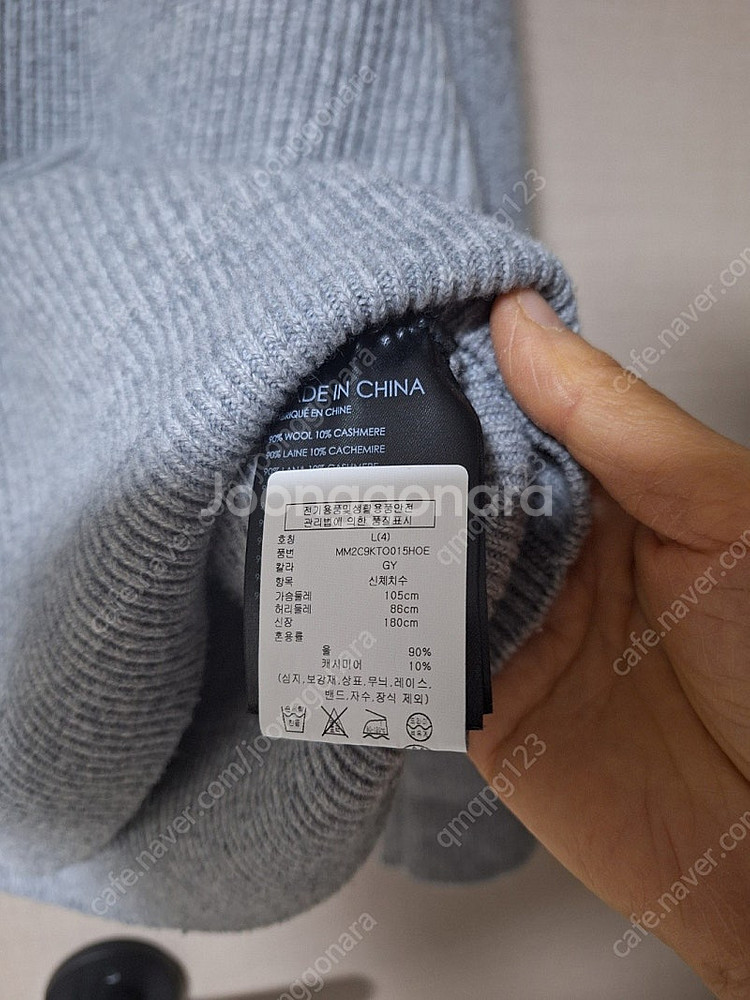 ADE IN CHINA
RIQUÉ EN CHINE
90% WOOL 10% CASHMERE
90% LAINE 10% CACHEMIRE
90% LANIL 10% CASHMERE
전기용품및생활용품안전
관리법에 의한 품질표시
호칭 L(4)
품번 MM2C9KTO015HOE
칼라 GY
항목 신체치수
가슴둘레 105cm
허리둘레 86cm
신장 180cm
혼용률
울 90%
캐시미어 10%
(심지,보강재,상표,무늬,레이스,
밴드,자수,장식 제외)
Joonggonara
cafe.naver.com/joonggonara
qmqpg123